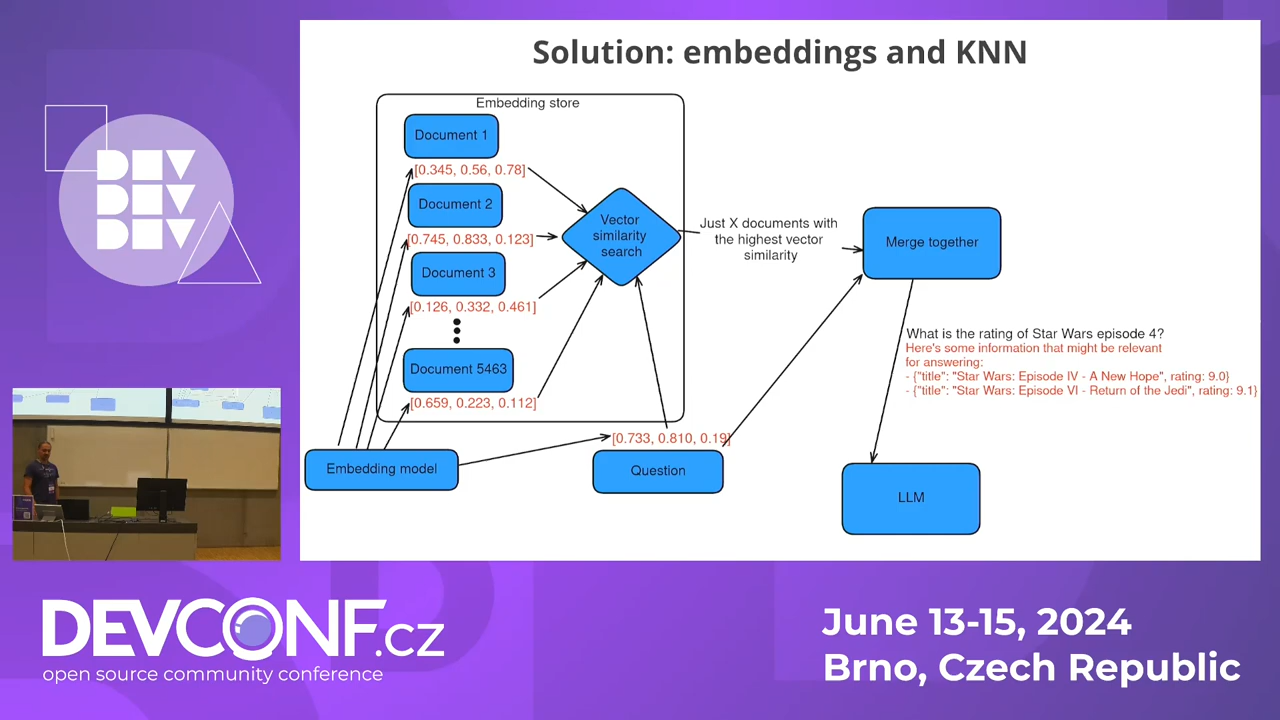 Solution: embeddings and KNN
Embedding store
Document 1
[0.345, 0.56, 0.78]
Document 2
[0.745, 0.833, 0.123]
Document 3
[0.126, 0.332, 0.461]
Document 5463
[0.659, 0.223, 0.112]
Vector
similarity
search
Just X documents with
the highest vector
similarity
Merge together
What is the rating of Star Wars episode 4?
Here's some information that might be relevant
for answering:
- {"title": "Star Wars: Episode IV - A New Hope", rating: 9.0}
- {"title": "Star Wars: Episode VI - Return of the Jedi", rating: 9.1}
[0.733, 0.810, 0.19]
Embedding model
Question
LLM
DEV
DEV
DEV
DEVCONF.cz
open source community conference
June 13-15, 2024
Brno, Czech Republic